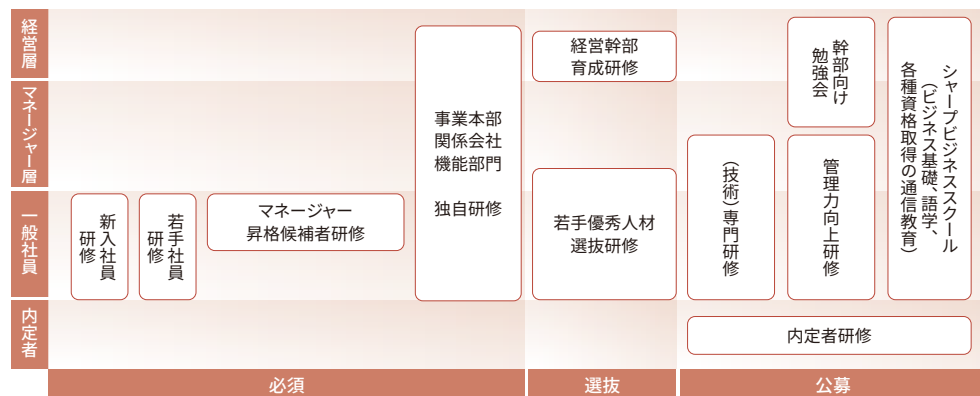 経営層
マネージャー層
一般社員
内定者
新入社員
研修
若手社員
研修
マネージャー
昇格候補者研修
事業本部
関係会社
機能部門
独自研修
経営幹部
育成研修
若手優秀人材
選抜研修
幹部向け
勉強会
（技術）専門研修
管理力向上研修
シャープビジネススクール
（ビジネス基礎、語学、
各種資格取得の通信教育）
内定者研修
必須
選抜
公募